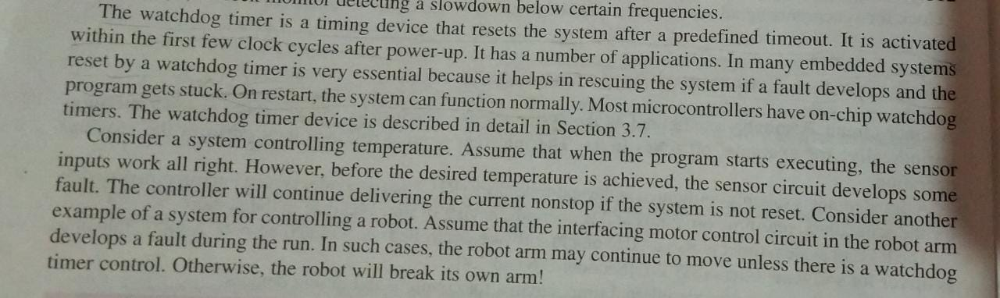 detecting a slowdown below certain frequencies.
The watchdog timer is a timing device that resets the system after a predefined timeout. It is activated
within the first few clock cycles after power-up. It has a number of applications. In many embedded systems
reset by a watchdog timer is very essential because it helps in rescuing the system if a fault develops and the
program gets stuck. On restart, the system can function normally. Most microcontrollers have on-chip watchdog
timers. The watchdog timer device is described in detail in Section 3.7.
Consider a system controlling temperature. Assume that when the program starts executing, the sensor
inputs work all right. However, before the desired temperature is achieved, the sensor circuit develops some
fault. The controller will continue delivering the current nonstop if the system is not reset. Consider another
example of a system for controlling a robot. Assume that the interfacing motor control circuit in the robot arm
develops a fault during the run. In such cases, the robot arm may continue to move unless there is a watchdog
timer control. Otherwise, the robot will break its own arm!